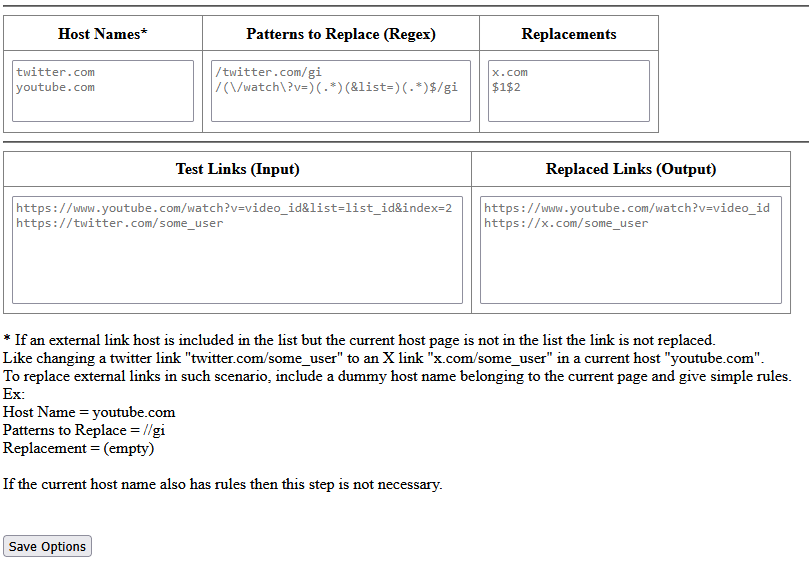 Host Names* Patterns to Replace (Regex) Replacements
twitter.com /twitter.com/gi x.com
youtube.com /(\/watch\?v=)(.*)(&list=)(.*)$/gi $1$2
Test Links (Input) Replaced Links (Output)
https://www.youtube.com/watch?v=video_id&list=list_id&index=2 https://www.youtube.com/watch?v=video_id
https://twitter.com/some_user https://x.com/some_user
* If an external link host is included in the list but the current host page is not in the list the link is not replaced.
Like changing a twitter link "twitter.com/some_user" to an X link "x.com/some_user" in a current host "youtube.com".
To replace external links in such scenario, include a dummy host name belonging to the current page and give simple rules.
Ex:
Host Name = youtube.com
Patterns to Replace = //gi
Replacement = (empty)
If the current host name also has rules then this step is not necessary.
Save Options